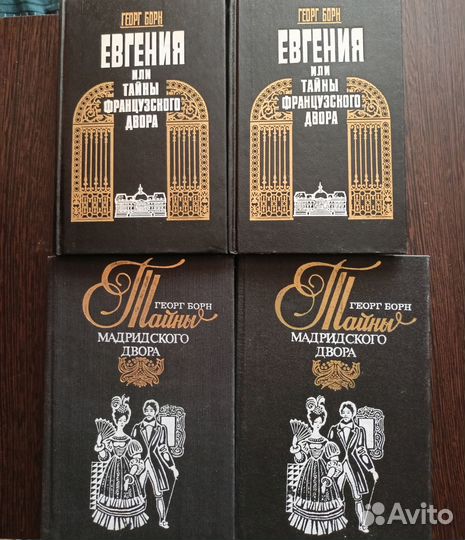 ГЕОРГ БОРН
ЕВГЕНИЯ
ИЛИ
ТАЙНЫ
ФРАНЦУЗСКОГО
ДВОРА
ГЕОРГ БОРН
ЕВГЕНИЯ
ИЛИ
ТАЙНЫ
ФРАНЦУЗСКОГО
ДВОРА
ГЕОРГ БОРН
Тайны
МАДРИДСКОГО
ДВОРА
ГЕОРГ БОРН
Тайны
МАДРИДСКОГО
ДВОРА
Avito